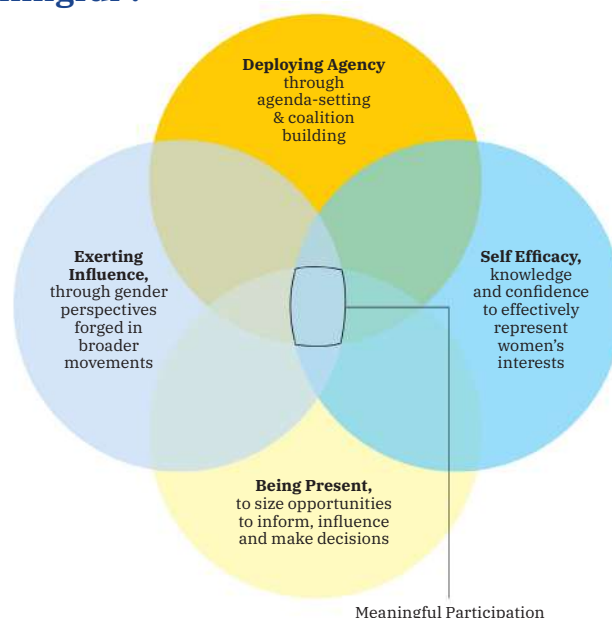 Deploying Agency
through
agenda-setting
& coalition
building
Exerting
Influence,
through gender
perspectives
forged in
broader
movements
Self Efficacy,
knowledge
and confidence
to effectively
represent
women's
interests
Being Present,
to size opportunities
to inform, influence
and make decisions
Meaningful Participation